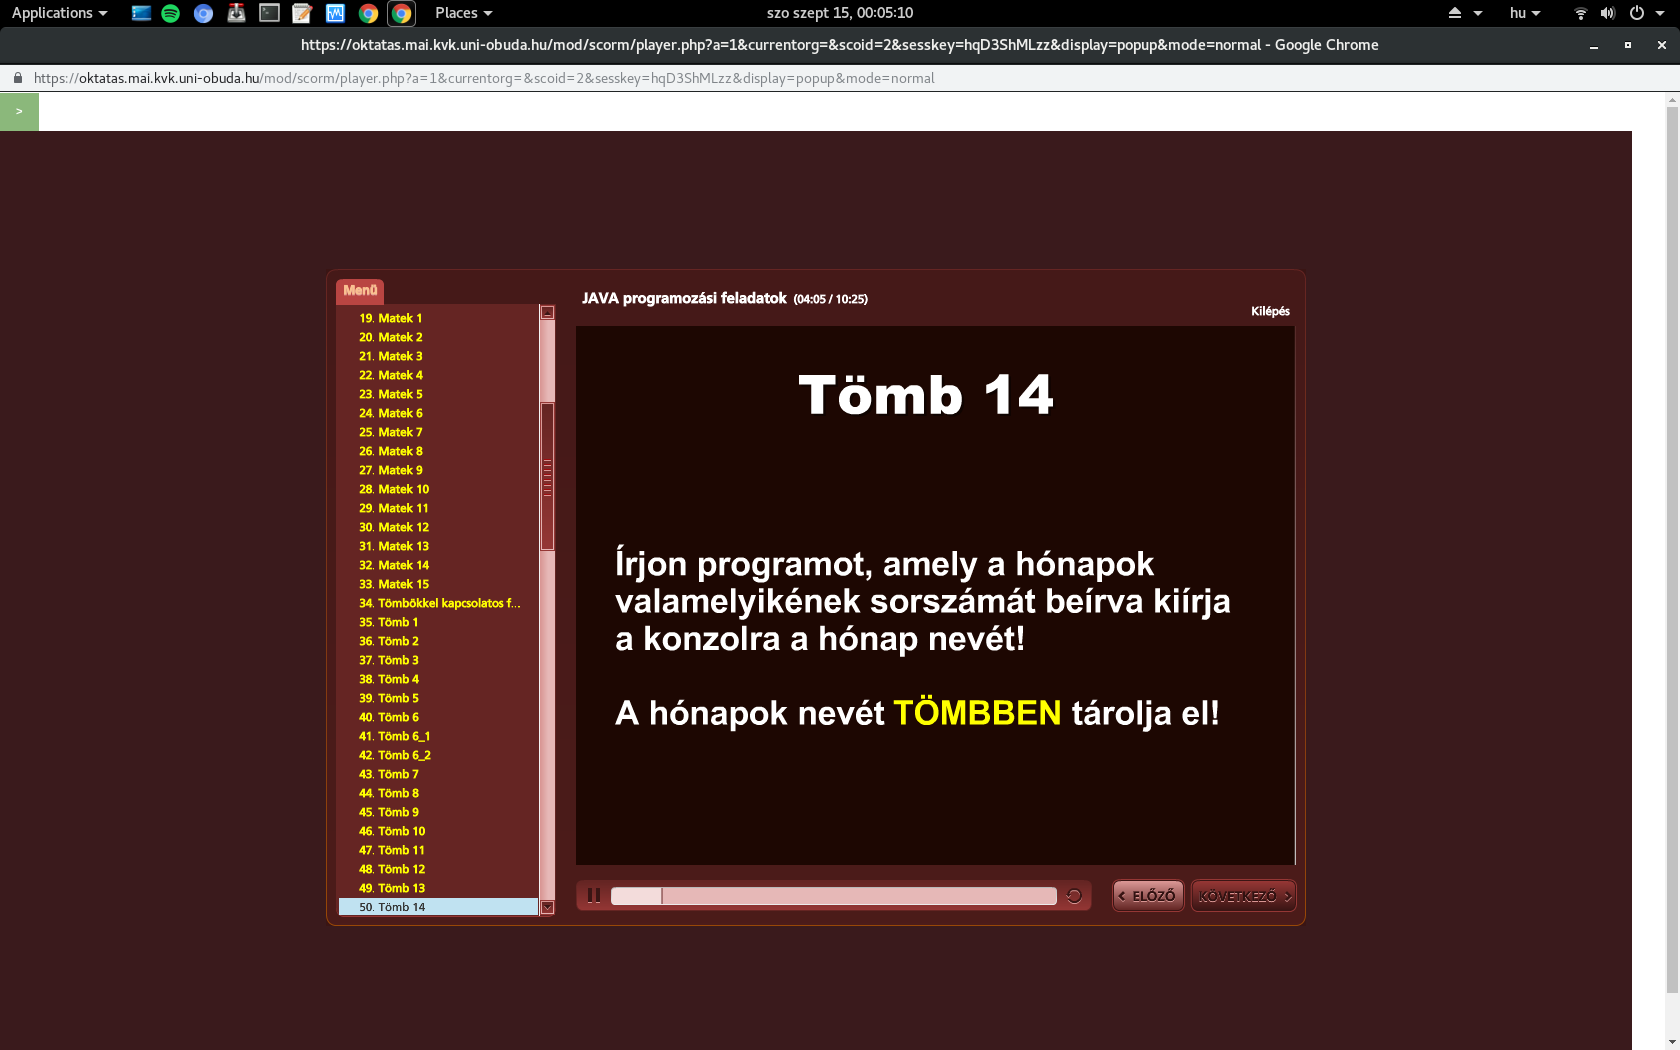 Applications Places szo szept 15, 00:05:10 hu
https://oktatas.mai.kvk.uni-obuda.hu/mod/scorm/player.php?a=1&currentorg=&scoid=2&sesskey=hqD3ShMLzz&display=popup&mode=normal - Google Chrome
https://oktatas.mai.kvk.uni-obuda.hu/mod/scorm/player.php?a=1&currentorg=&scoid=2&sesskey=hqD3ShMLzz&display=popup&mode=normal
>
Menü
19. Matek 1
20. Matek 2
21. Matek 3
22. Matek 4
23. Matek 5
24. Matek 6
25. Matek 7
26. Matek 8
27. Matek 9
28. Matek 10
29. Matek 11
30. Matek 12
31. Matek 13
32. Matek 14
33. Matek 15
34. Tömbökkel kapcsolatos f...
35. Tömb 1
36. Tömb 2
37. Tömb 3
38. Tömb 4
39. Tömb 5
40. Tömb 6
41. Tömb 6_1
42. Tömb 6_2
43. Tömb 7
44. Tömb 8
45. Tömb 9
46. Tömb 10
47. Tömb 11
48. Tömb 12
49. Tömb 13
50. Tömb 14
JAVA programozási feladatok (04:05 / 10:25)
Kilépés
Tömb 14
Írjon programot, amely a hónapok
valamelyikének sorszámát beírva kiírja
a konzolra a hónap nevét!
A hónapok nevét TÖMBBEN tárolja el!
< ELŐZŐ
KÖVETKEZŐ >